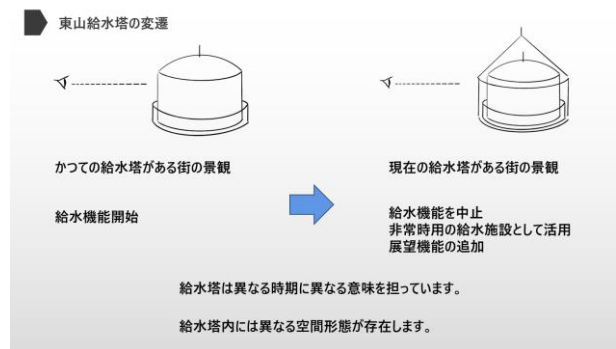 東山給水塔の変遷
かつての給水塔がある街の景観
現在の給水塔がある街の景観
給水機能開始
給水機能を中止
非常時用の給水施設として活用
展望機能の追加
給水塔は異なる時期に異なる意味を担っています。
給水塔内には異なる空間形態が存在します。